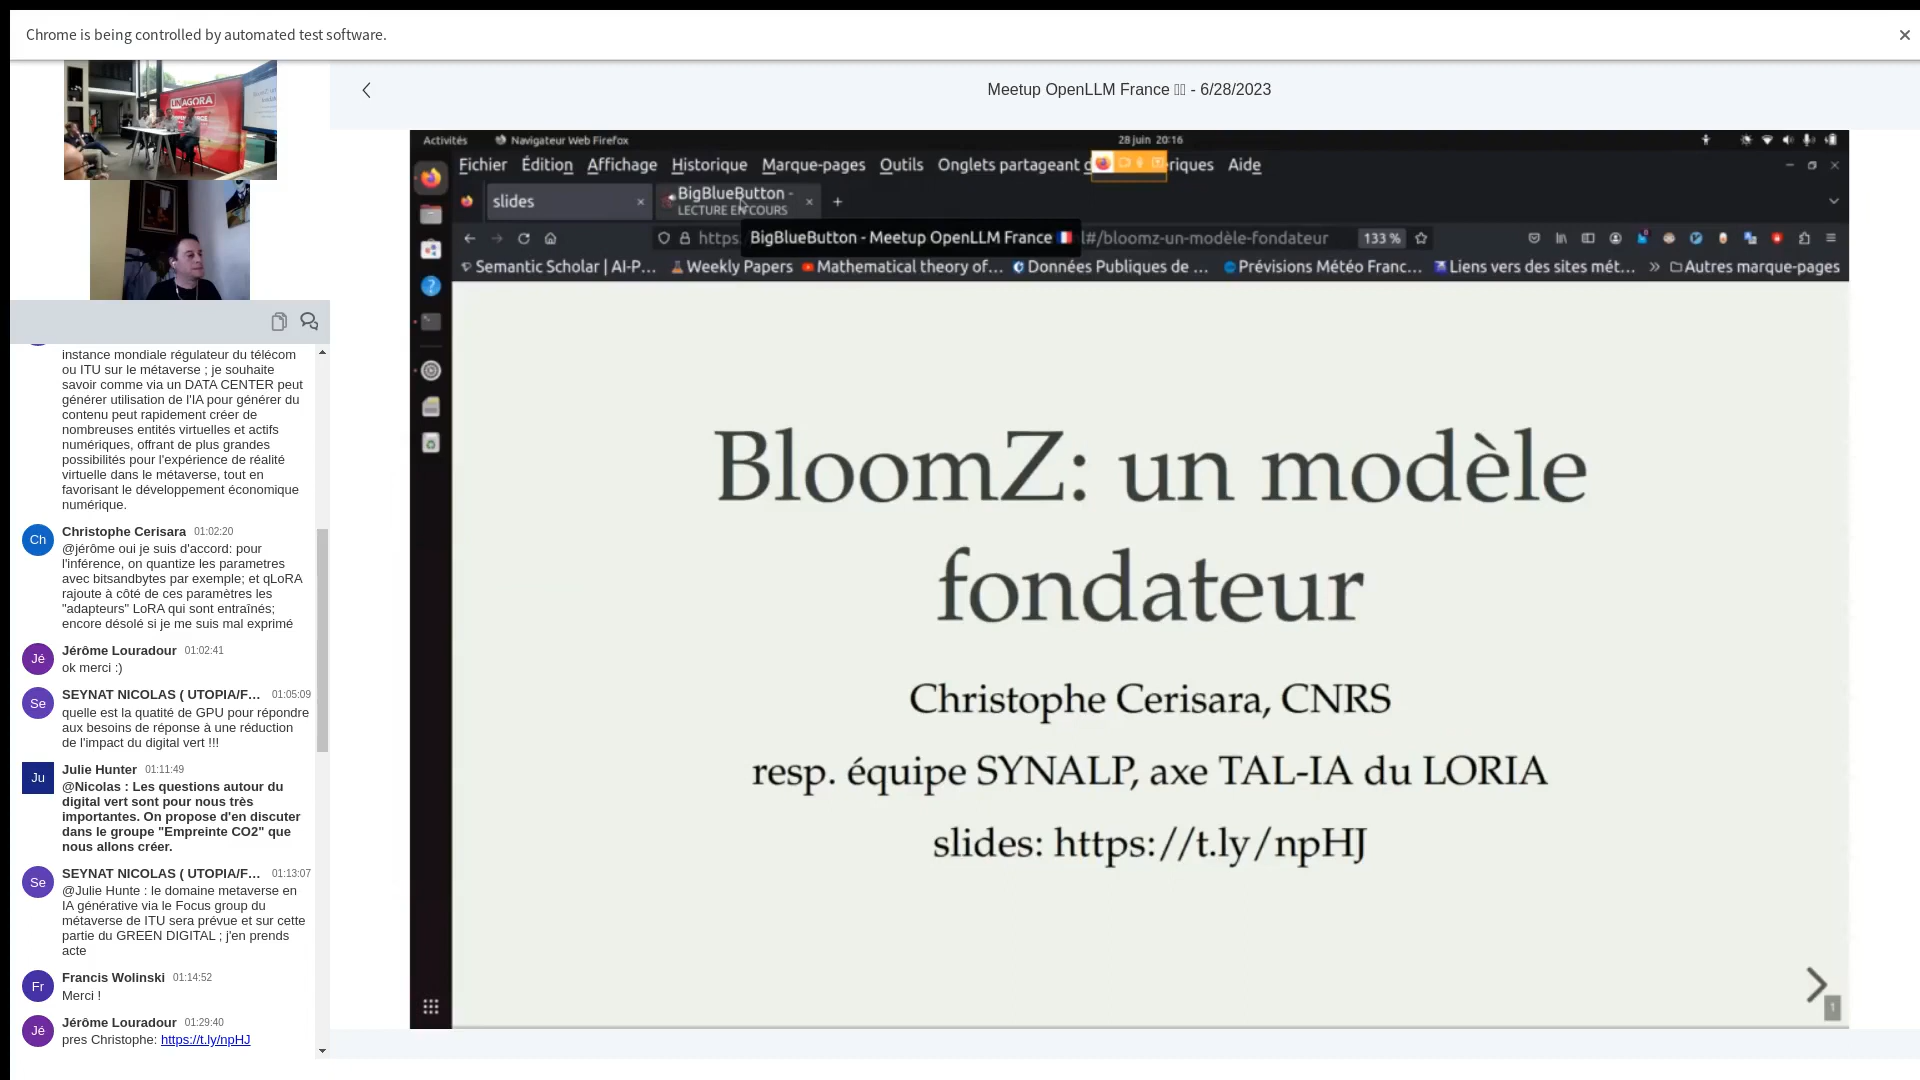 Chrome is being controlled by automated test software.
Meetup OpenLLM France - 6/28/2023
LINAGORA
instance mondiale régulateur du télécom
ou ITU sur le métaverse ; je souhaite
savoir comme via un DATA CENTER peut
générer utilisation de l'IA pour générer du
contenu peut rapidement créer de
nombreuses entités virtuelles et actifs
numériques, offrant de plus grandes
possibilités pour l'expérience de réalité
virtuelle dans le métaverse, tout en
favorisant le développement économique
numérique.
Ch
Christophe Cerisara 01:02:20
@jérôme oui je suis d'accord: pour
l'inférence, on quantize les parametres
avec bitsandbytes par exemple; et qLoRA
rajoute à côté de ces paramètres les
"adapteurs" LoRA qui sont entraînés;
encore désolé si je me suis mal exprimé
Jé
Jérôme Louradour 01:02:41
ok merci :)
Se
SEYNAT NICOLAS ( UTOPIA/F... 01:05:09
quelle est la quatité de GPU pour répondre
aux besoins de réponse à une réduction
de l'impact du digital vert !!!
Ju
Julie Hunter 01:11:49
@Nicolas : Les questions autour du
digital vert sont pour nous très
importantes. On propose d'en discuter
dans le groupe "Empreinte CO2" que
nous allons créer.
Se
SEYNAT NICOLAS ( UTOPIA/F... 01:13:07
@Julie Hunte : le domaine metaverse en
IA générative via le Focus group du
métaverse de ITU sera prévue et sur cette
partie du GREEN DIGITAL ; j'en prends
acte
Fr
Francis Wolinski 01:14:52
Merci !
Jé
Jérôme Louradour 01:29:40
pres Christophe: https://t.ly/npHJ
Activités Navigateur Web Firefox 28 juin 20:16
Fichier Édition Affichage Historique Marque-pages Outils Onglets partageant riques Aide
slides BigBlueButton -
LECTURE EN COURS
https BigBlueButton - Meetup OpenLLM France l#/bloomz-un-modèle-fondateur 133 %
Semantic Scholar | AI-P... Weekly Papers Mathematical theory of... Données Publiques de ... Prévisions Météo Franc... Liens vers des sites mét... Autres marque-pages
BloomZ: un modèle
fondateur
Christophe Cerisara, CNRS
resp. équipe SYNALP, axe TAL-IA du LORIA
slides: https://t.ly/npHJ
1